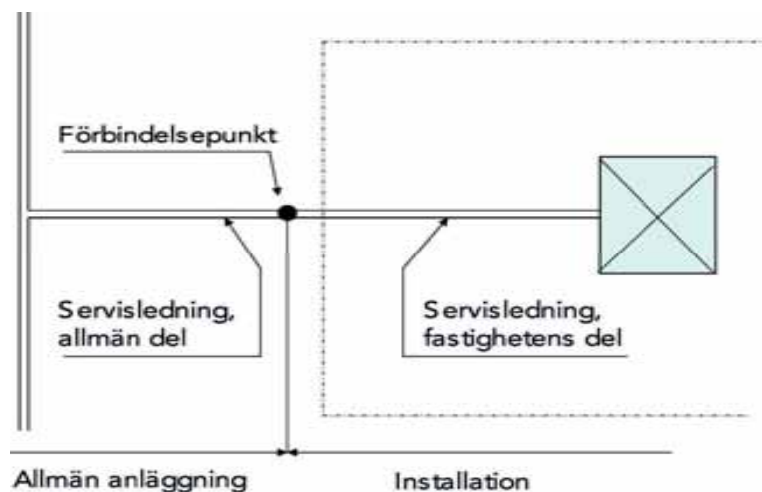 Förbindelsepunkt
Servisledning,
allmän del
Servisledning,
fastighetens del
Allmän anläggning
Installation